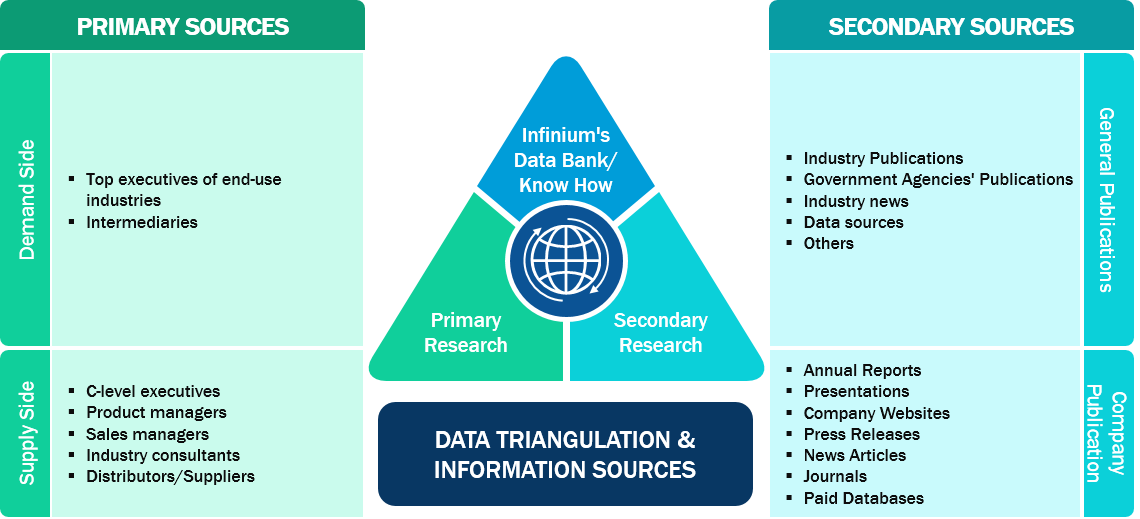 PRIMARY SOURCES
Demand Side
▪ Top executives of end-use
industries
▪ Intermediaries
Supply Side
▪ C-level executives
▪ Product managers
▪ Sales managers
▪ Industry consultants
▪ Distributors/Suppliers
Infinium's
Data Bank/
Know How
Primary
Research
Secondary
Research
DATA TRIANGULATION &
INFORMATION SOURCES
SECONDARY SOURCES
▪ Industry Publications
▪ Government Agencies' Publications
▪ Industry news
▪ Data sources
▪ Others
General Publications
▪ Annual Reports
▪ Presentations
▪ Company Websites
▪ Press Releases
▪ News Articles
▪ Journals
▪ Paid Databases
Company
Publication